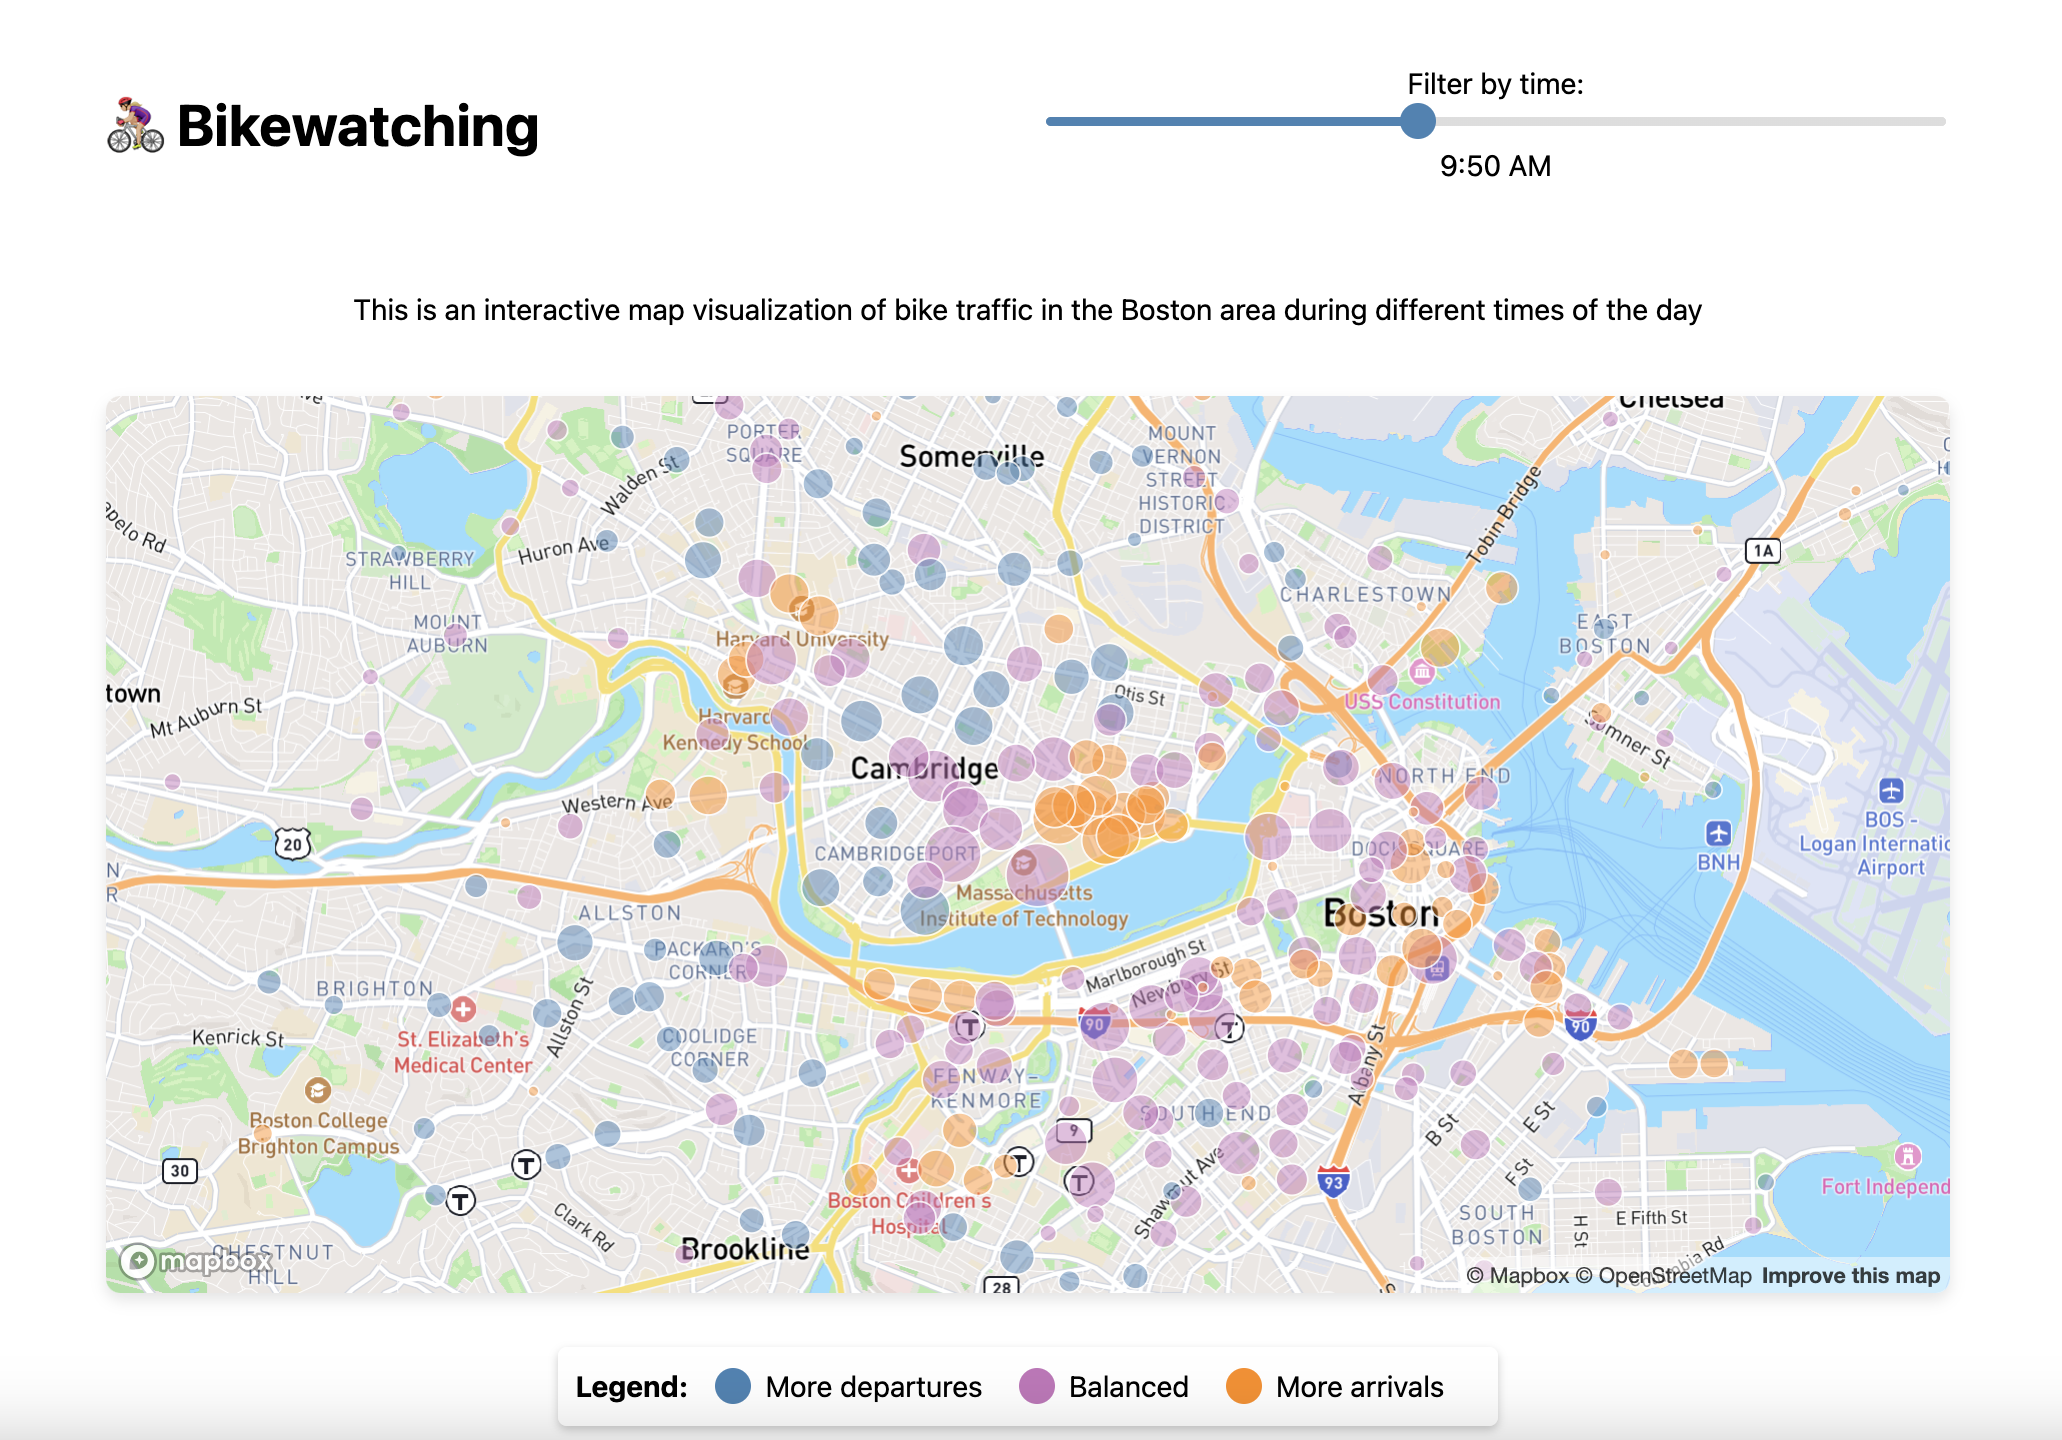 Bikewatching
Filter by time:
9:50 AM
This is an interactive map visualization of bike traffic in the Boston area during different times of the day
Chelsea
PORTER
SQUARE
Somerville
MOUNT
VERNON
STREET
HISTORIC
DISTRICT
Walden St
Tobin Bridge
Huron Ave
1A
STRAWBERRY
HILL
CHARLESTOWN
MOUNT
AUBURN
EAST
BOSTON
Harvard University
town
Mt Auburn St
Otis St
USS Constitution
Harvard
Kennedy School
Sumner St
Cambridge
NORTH END
Western Ave
BOS -
Logan Internatic
Airport
20
CAMBRIDGEPORT
DOCK SQUARE
BNH
N
R
Massachusetts
Institute of Technology
ALLSTON
Boston
PACKARD'S
CORNER
Marlborough St
Newbury St
BRIGHTON
Allston St
St. Elizabeth's
Medical Center
Kenrick St
COOLIDGE
CORNER
T
90
T
90
Albany St
FENWAY-
KENMORE
Boston College
Brighton Campus
SOUTH END
9
B St
E St
30
T
T
T
T
Shawmut Ave
F St
93
Boston Children's
Hospital
Fort Independ
Clark Rd
SOUTH
BOSTON
H St
E Fifth St
Columbia Rd
Brookline
CHESTNUT
HILL
mapbox
28
© Mapbox © OpenStreetMap Improve this map
Legend:
More departures
Balanced
More arrivals